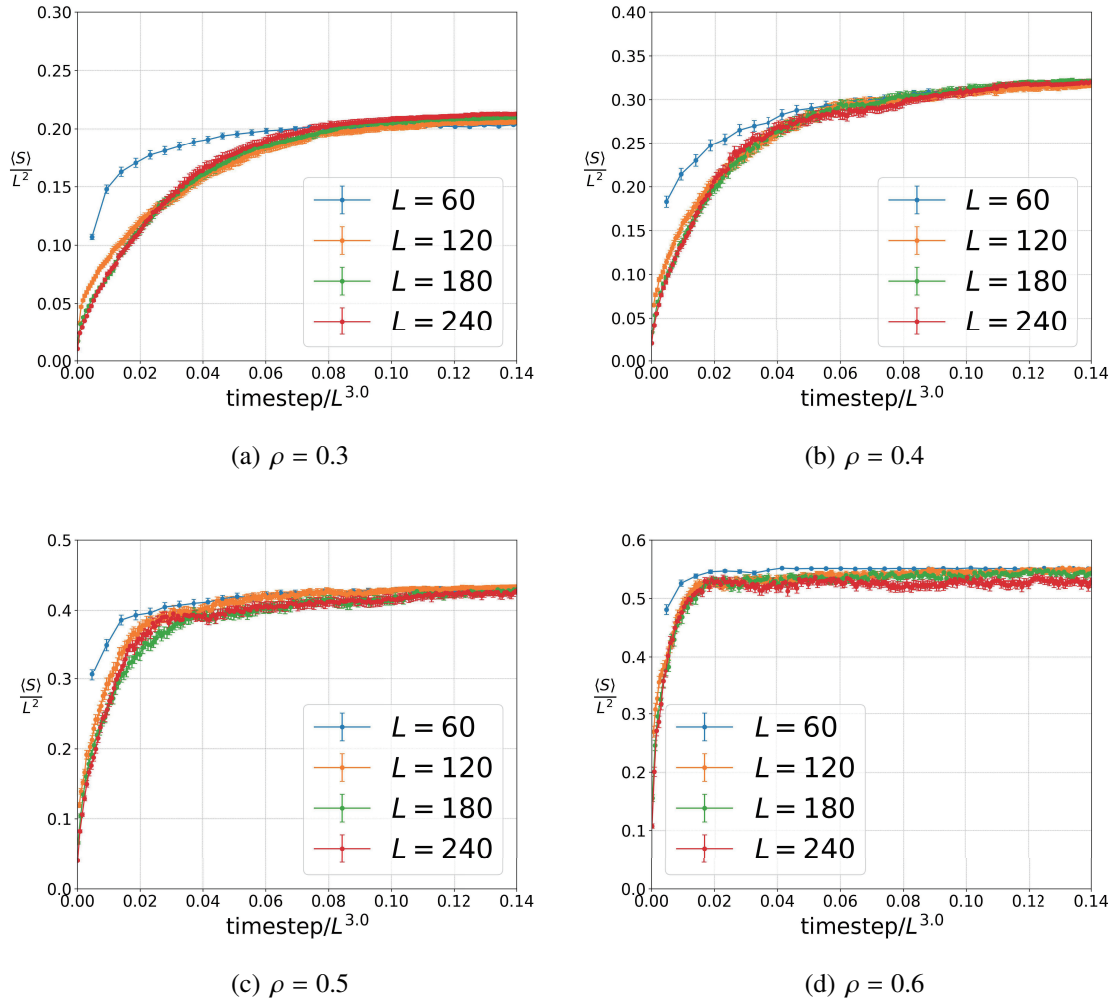 0.30
0.25
0.20
⟨S⟩
L²
0.15
0.10
0.05
0.00
0.00 0.02 0.04 0.06 0.08 0.10 0.12 0.14
timestep/L^3.0
L = 60
L = 120
L = 180
L = 240
(a) ρ = 0.3
0.40
0.35
0.30
0.25
⟨S⟩
L²
0.20
0.15
0.10
0.05
0.00
0.00 0.02 0.04 0.06 0.08 0.10 0.12 0.14
timestep/L^3.0
L = 60
L = 120
L = 180
L = 240
(b) ρ = 0.4
0.5
0.4
0.3
⟨S⟩
L²
0.2
0.1
0.0
0.00 0.02 0.04 0.06 0.08 0.10 0.12 0.14
timestep/L^3.0
L = 60
L = 120
L = 180
L = 240
(c) ρ = 0.5
0.6
0.5
0.4
⟨S⟩
L²
0.3
0.2
0.1
0.0
0.00 0.02 0.04 0.06 0.08 0.10 0.12 0.14
timestep/L^3.0
L = 60
L = 120
L = 180
L = 240
(d) ρ = 0.6